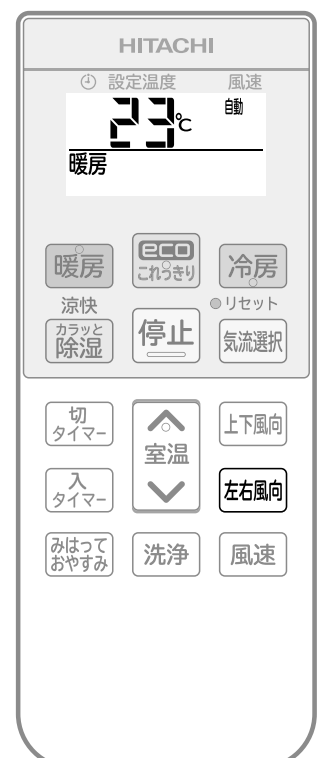 HITACHI
設定温度 風速
23℃ 自動
暖房
暖房
eco
これっきり
冷房
涼快
カラッと
除湿
停止
リセット
気流選択
切
タイマー
室温
上下風向
入
タイマー
左右風向
みはって
おやすみ
洗浄
風速